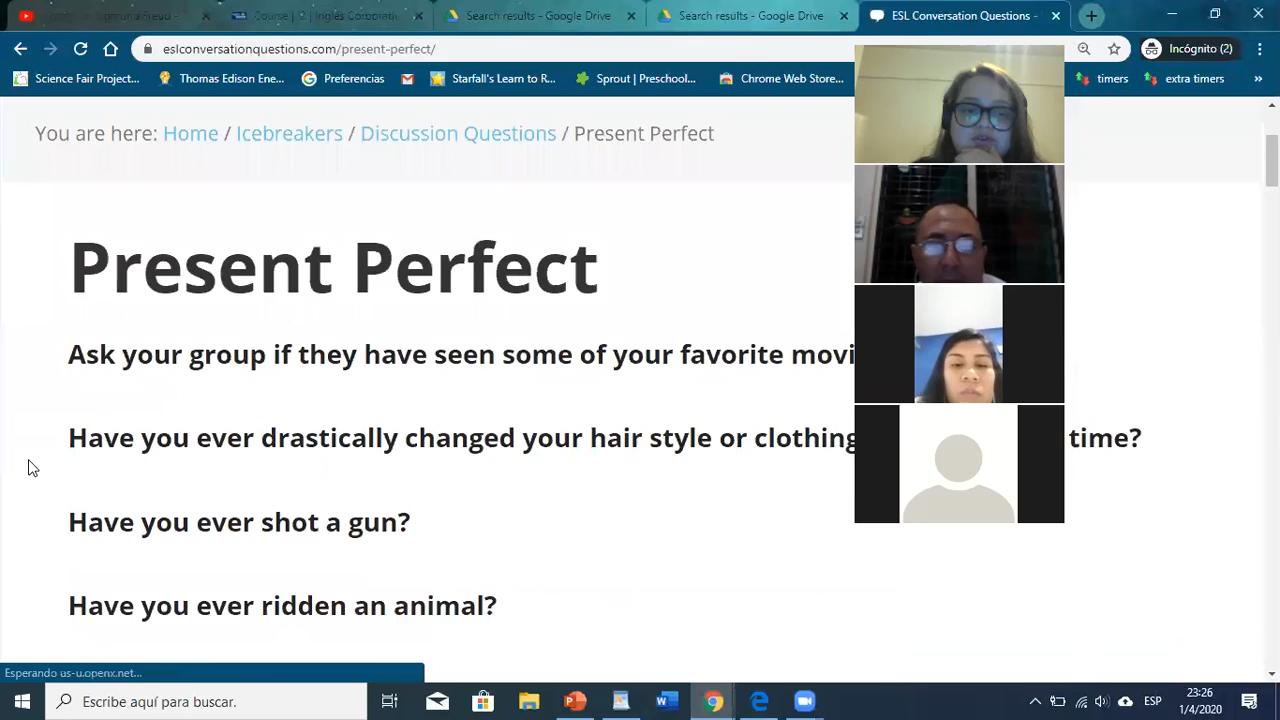 Course | 2 | Inglés Corporativo
Search results - Google Drive
Search results - Google Drive
ESL Conversation Questions -
eslconversationquestions.com/present-perfect/
Incógnito (2)
Science Fair Project...
Thomas Edison Ene...
Preferencias
Starfall's Learn to R...
Sprout | Preschool...
Chrome Web Store...
timers
extra timers
»
You are here: Home / Icebreakers / Discussion Questions / Present Perfect
Present Perfect
Ask your group if they have seen some of your favorite
Have you ever drastically changed your hair style or clothing time?
Have you ever shot a gun?
Have you ever ridden an animal?
Esperando us-u.openx.net...
Escribe aquí para buscar.
ESP
23:26
1/4/2020